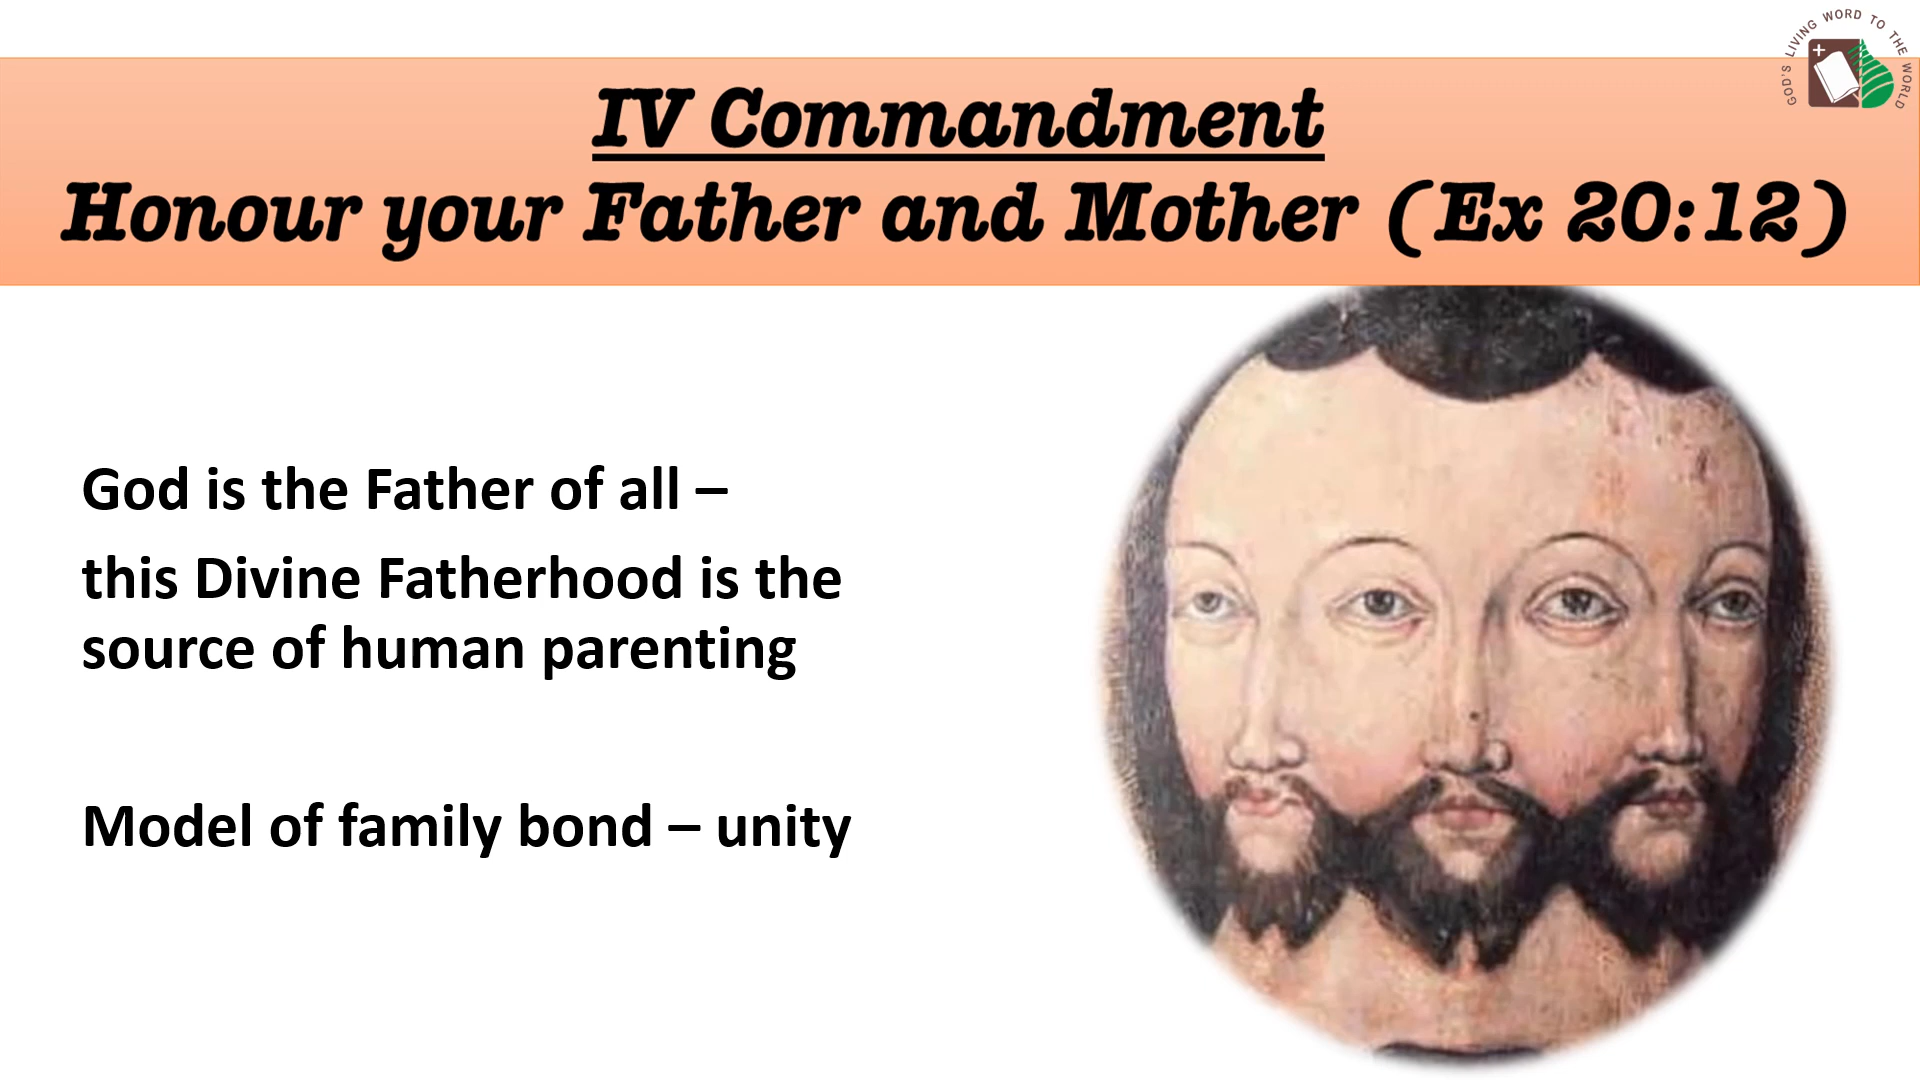 GOD'S LIVING WORD TO THE WORLD
IV Commandment
Honour your Father and Mother (Ex 20:12)
God is the Father of all –
this Divine Fatherhood is the
source of human parenting
Model of family bond – unity